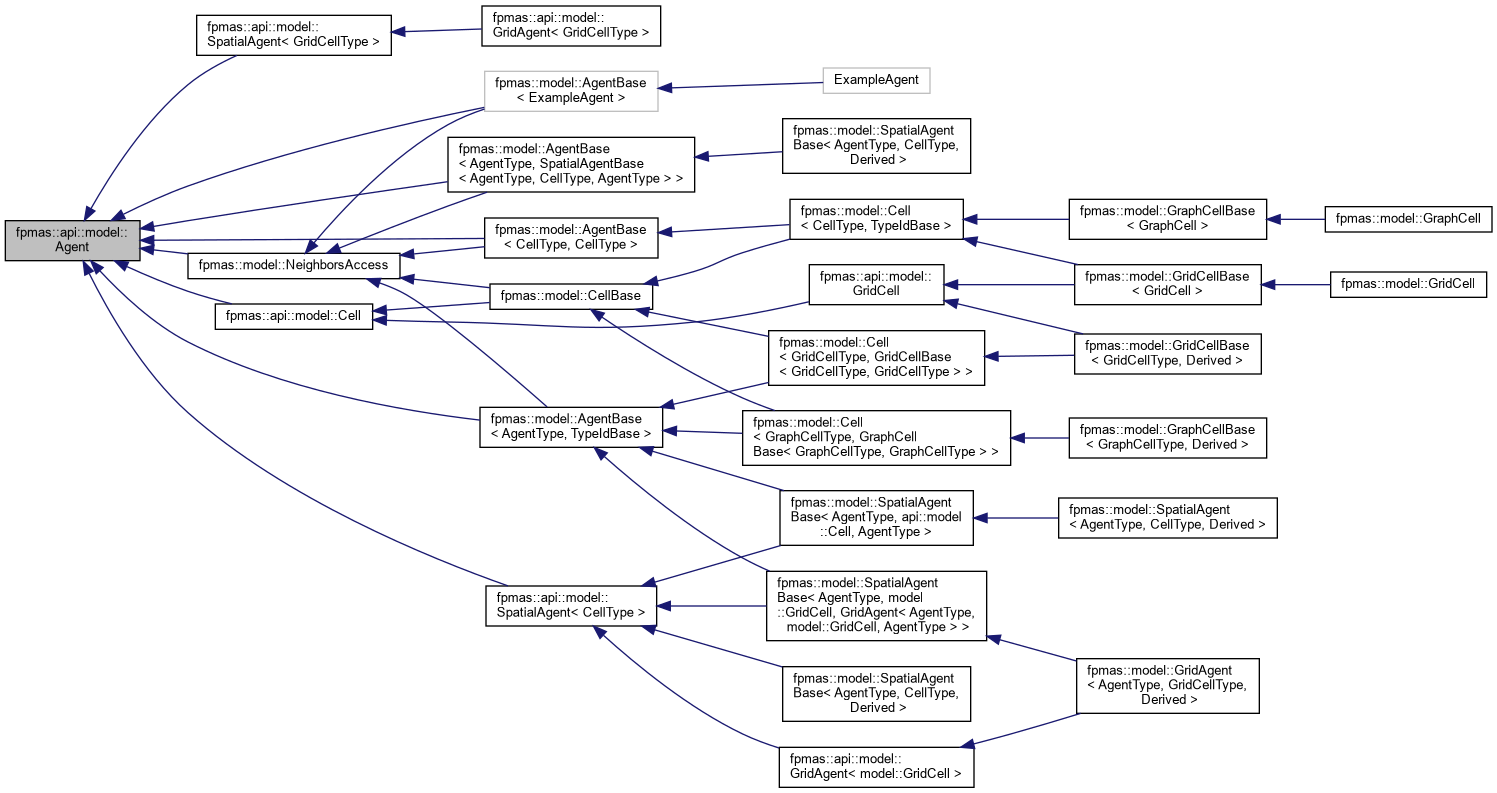 fpmas::api::model::
Agent
fpmas::api::model::
SpatialAgent< GridCellType >
fpmas::api::model::
GridAgent< GridCellType >
fpmas::model::AgentBase
< ExampleAgent >
ExampleAgent
fpmas::model::AgentBase
< AgentType, SpatialAgentBase
< AgentType, CellType, AgentType > >
fpmas::model::SpatialAgent
Base< AgentType, CellType,
Derived >
fpmas::model::AgentBase
< CellType, CellType >
fpmas::model::Cell
< CellType, TypeIdBase >
fpmas::model::GraphCellBase
< GraphCell >
fpmas::model::GraphCell
fpmas::model::NeighborsAccess
fpmas::model::CellBase
fpmas::api::model::
GridCell
fpmas::model::GridCellBase
< GridCell >
fpmas::model::GridCell
fpmas::api::model::Cell
fpmas::model::Cell
< GridCellType, GridCellBase
< GridCellType, GridCellType > >
fpmas::model::GridCellBase
< GridCellType, Derived >
fpmas::model::AgentBase
< AgentType, TypeIdBase >
fpmas::model::Cell
< GraphCellType, GraphCell
Base< GraphCellType, GraphCellType > >
fpmas::model::GraphCellBase
< GraphCellType, Derived >
fpmas::model::SpatialAgent
Base< AgentType, api::model
::Cell, AgentType >
fpmas::model::SpatialAgent
< AgentType, CellType, Derived >
fpmas::api::model::
SpatialAgent< CellType >
fpmas::model::SpatialAgent
Base< AgentType, model
::GridCell, GridAgent< AgentType,
model::GridCell, AgentType > >
fpmas::model::GridAgent
< AgentType, GridCellType,
Derived >
fpmas::model::SpatialAgent
Base< AgentType, CellType,
Derived >
fpmas::api::model::
GridAgent< model::GridCell >